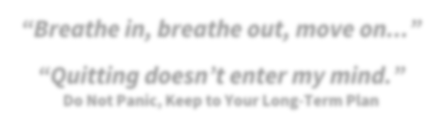 “Breathe in, breathe out, move on...”
“Quitting doesn’t enter my mind.”
Do Not Panic, Keep to Your Long-Term Plan